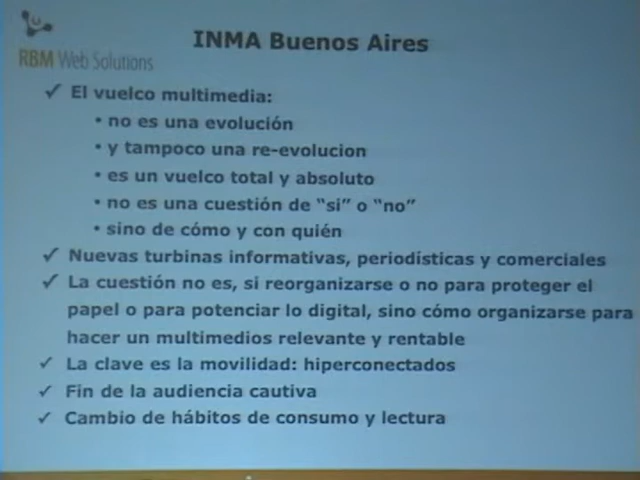 RBM Web Solutions
INMA Buenos Aires
✓ El vuelco multimedia:
• no es una evolución
• y tampoco una re-evolucion
• es un vuelco total y absoluto
• no es una cuestión de “si” o “no”
• sino de cómo y con quién
✓ Nuevas turbinas informativas, periodísticas y comerciales
✓ La cuestión no es, si reorganizarse o no para proteger el
papel o para potenciar lo digital, sino cómo organizarse para
hacer un multimedios relevante y rentable
✓ La clave es la movilidad: hiperconectados
✓ Fin de la audiencia cautiva
✓ Cambio de hábitos de consumo y lectura